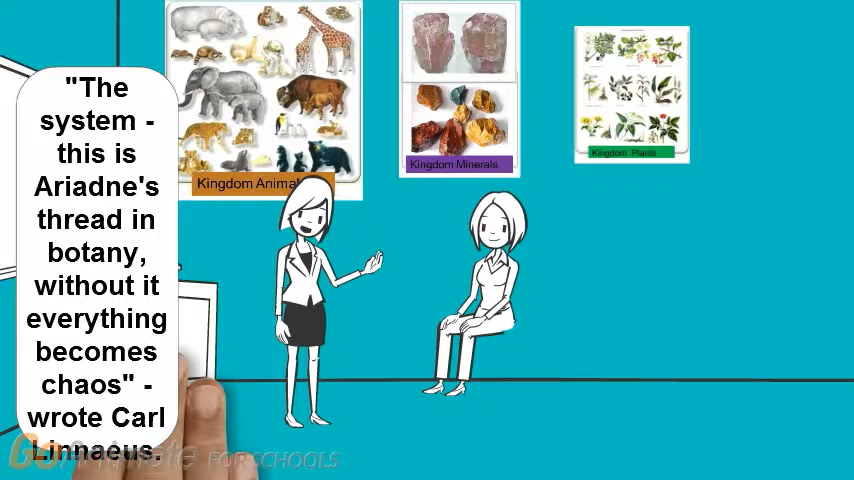 "The
system -
this is
Ariadne's
thread in
botany,
without it
everything
becomes
chaos" -
wrote Carl
Linnaeus.
Kingdom Animal
Kingdom Minerals
Kingdom Plants
GoAnimate FOR SCHOOLS